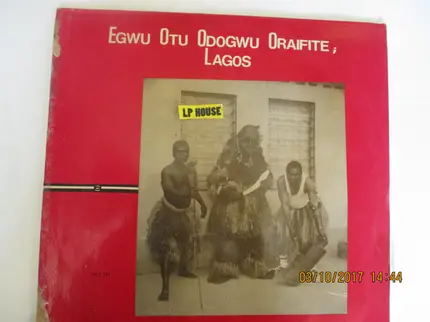 EGWU OTU ODOGWU ORAIFITE,
LAGOS
LP HOUSE
03/10/2017 14:44